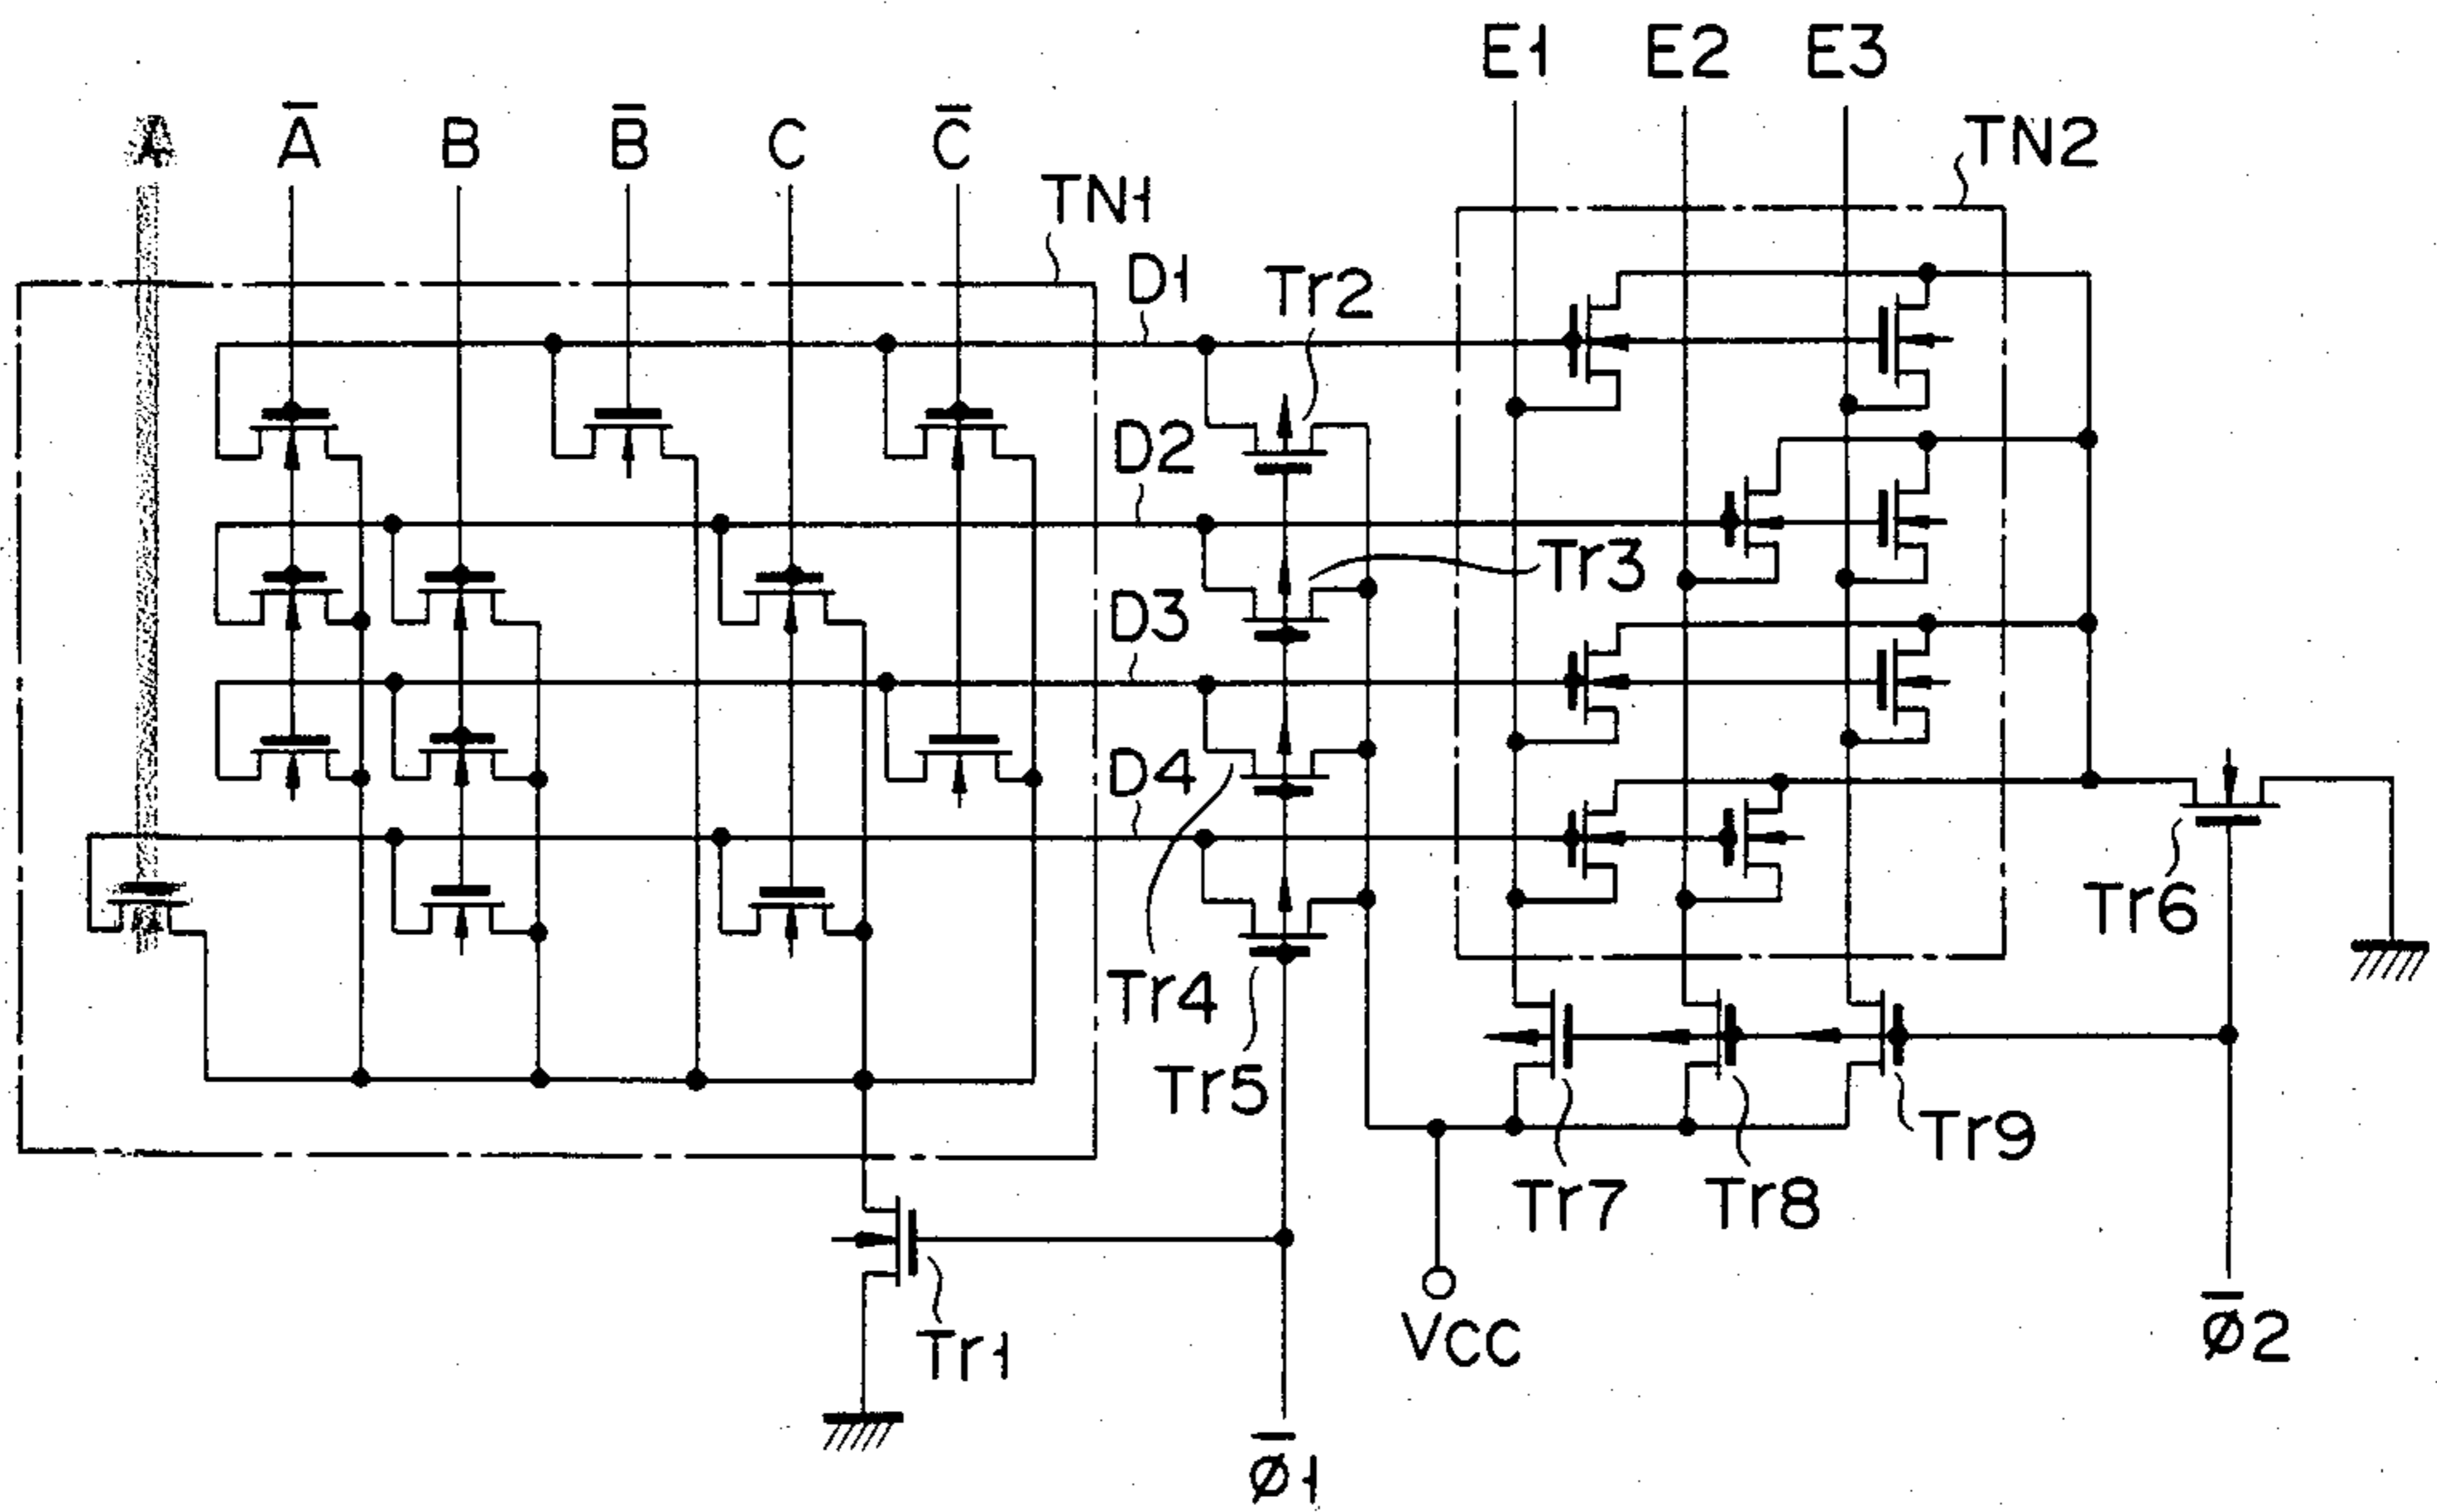 E1 E2 E3
A A̅ B B̅ C C̅
TN1
TN2
D1
Tr2
D2
Tr3
D3
D4
Tr4
Tr5
Tr6
Tr7
Tr8
Tr9
Tr1
VCC
ø̅1
ø̅2